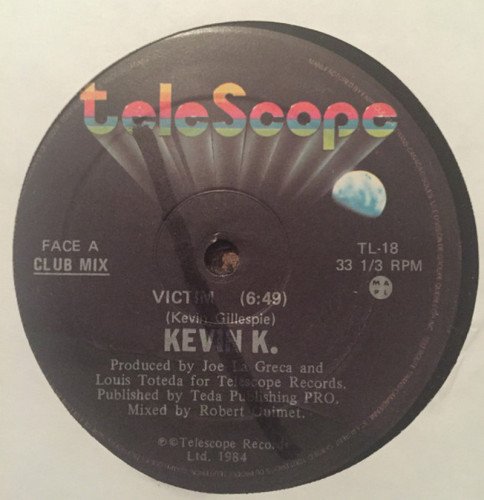 teleScope
FACE A
CLUB MIX
TL-18
33 1/3 RPM
M A
P L
VICTIM (6:49)
(Kevin Gillespie)
KEVIN K.
Produced by Joe La Greca and
Louis Toteda for Telescope Records.
Published by Teda Publishing PRO.
Mixed by Robert Ouimet.
℗©Telescope Records
Ltd. 1984